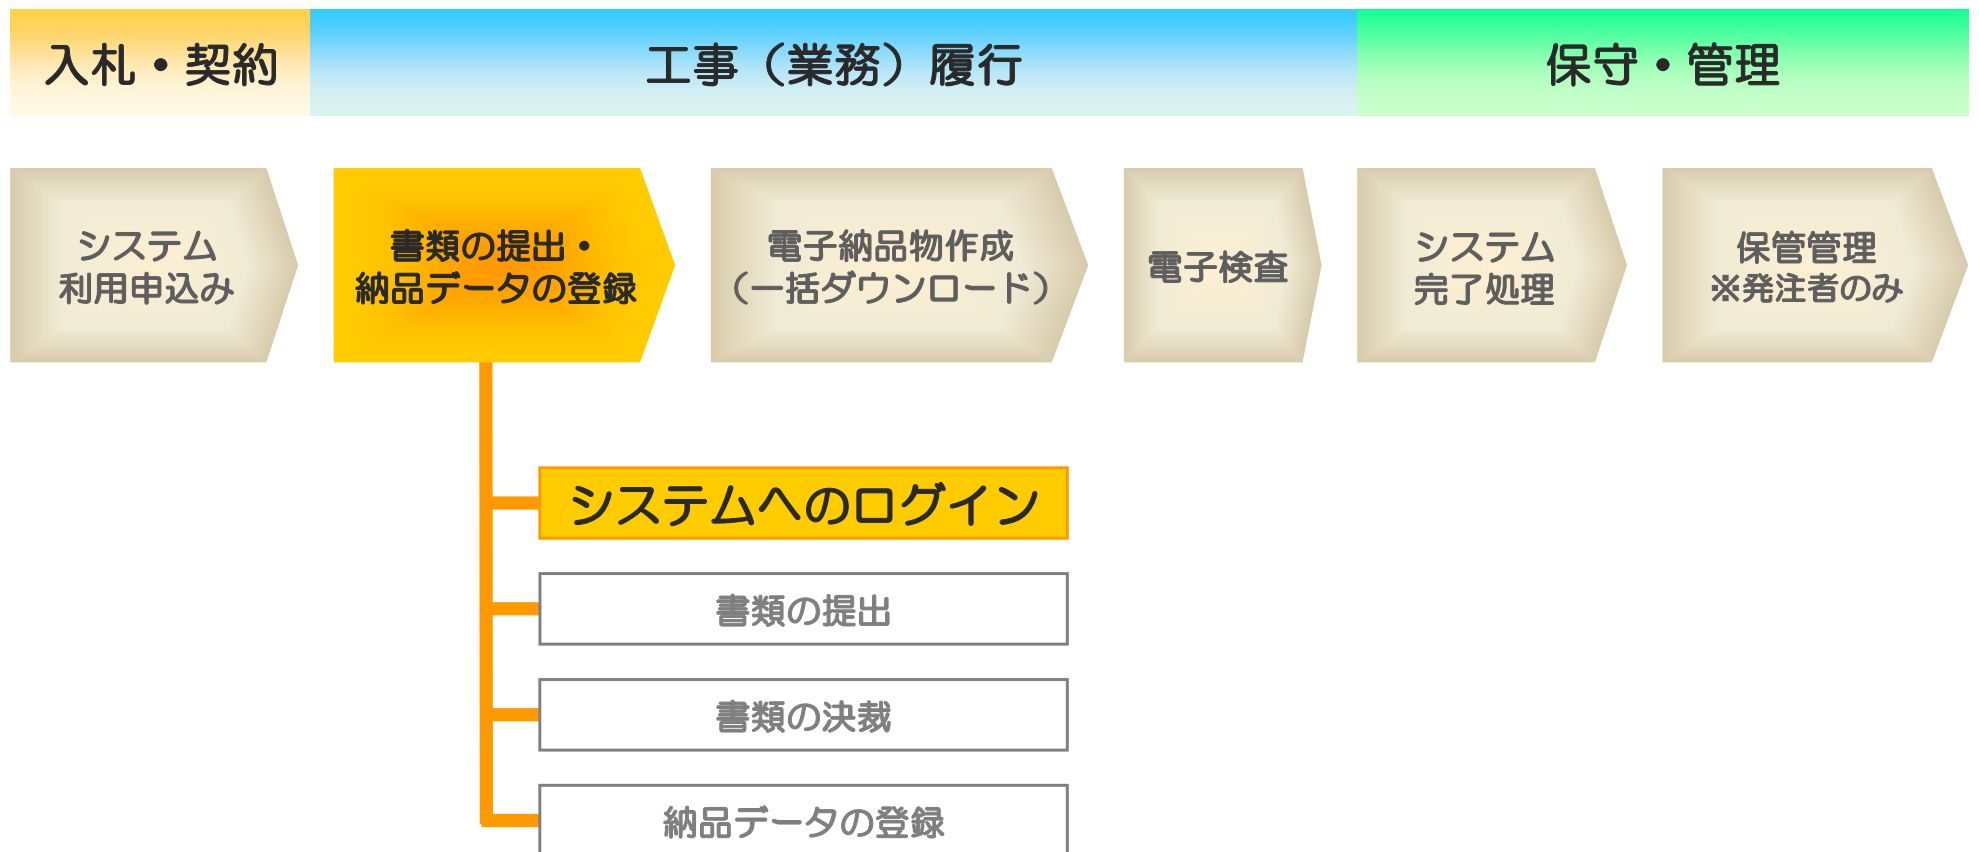 入札・契約
工事（業務）履行
保守・管理
システム
利用申込み
書類の提出・
納品データの登録
電子納品物作成
（一括ダウンロード）
電子検査
システム
完了処理
保管管理
※発注者のみ
システムへのログイン
書類の提出
書類の決裁
納品データの登録